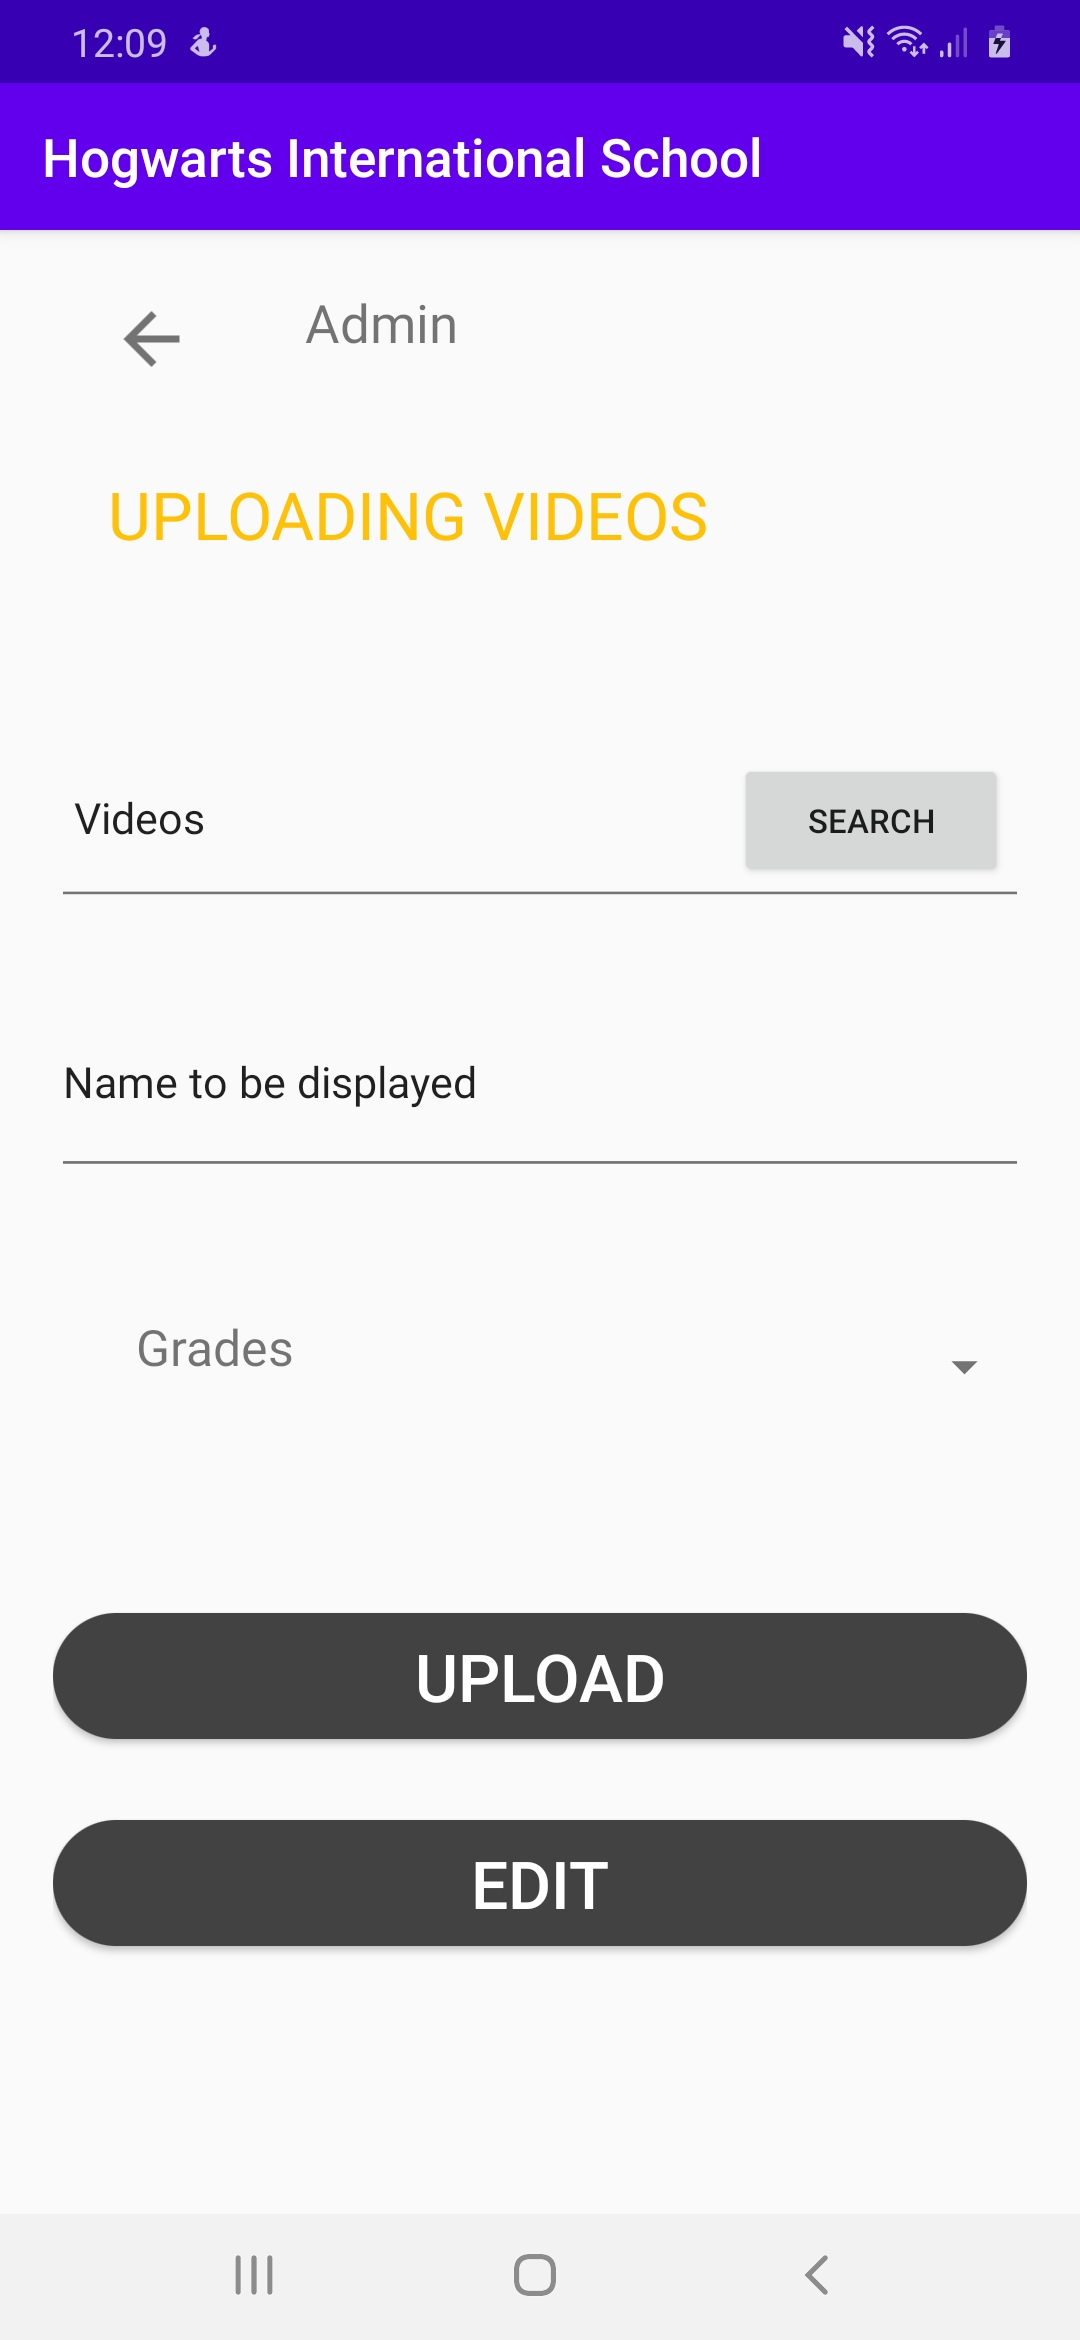 12:09
Hogwarts International School
Admin
UPLOADING VIDEOS
Videos
SEARCH
Name to be displayed
Grades
UPLOAD
EDIT